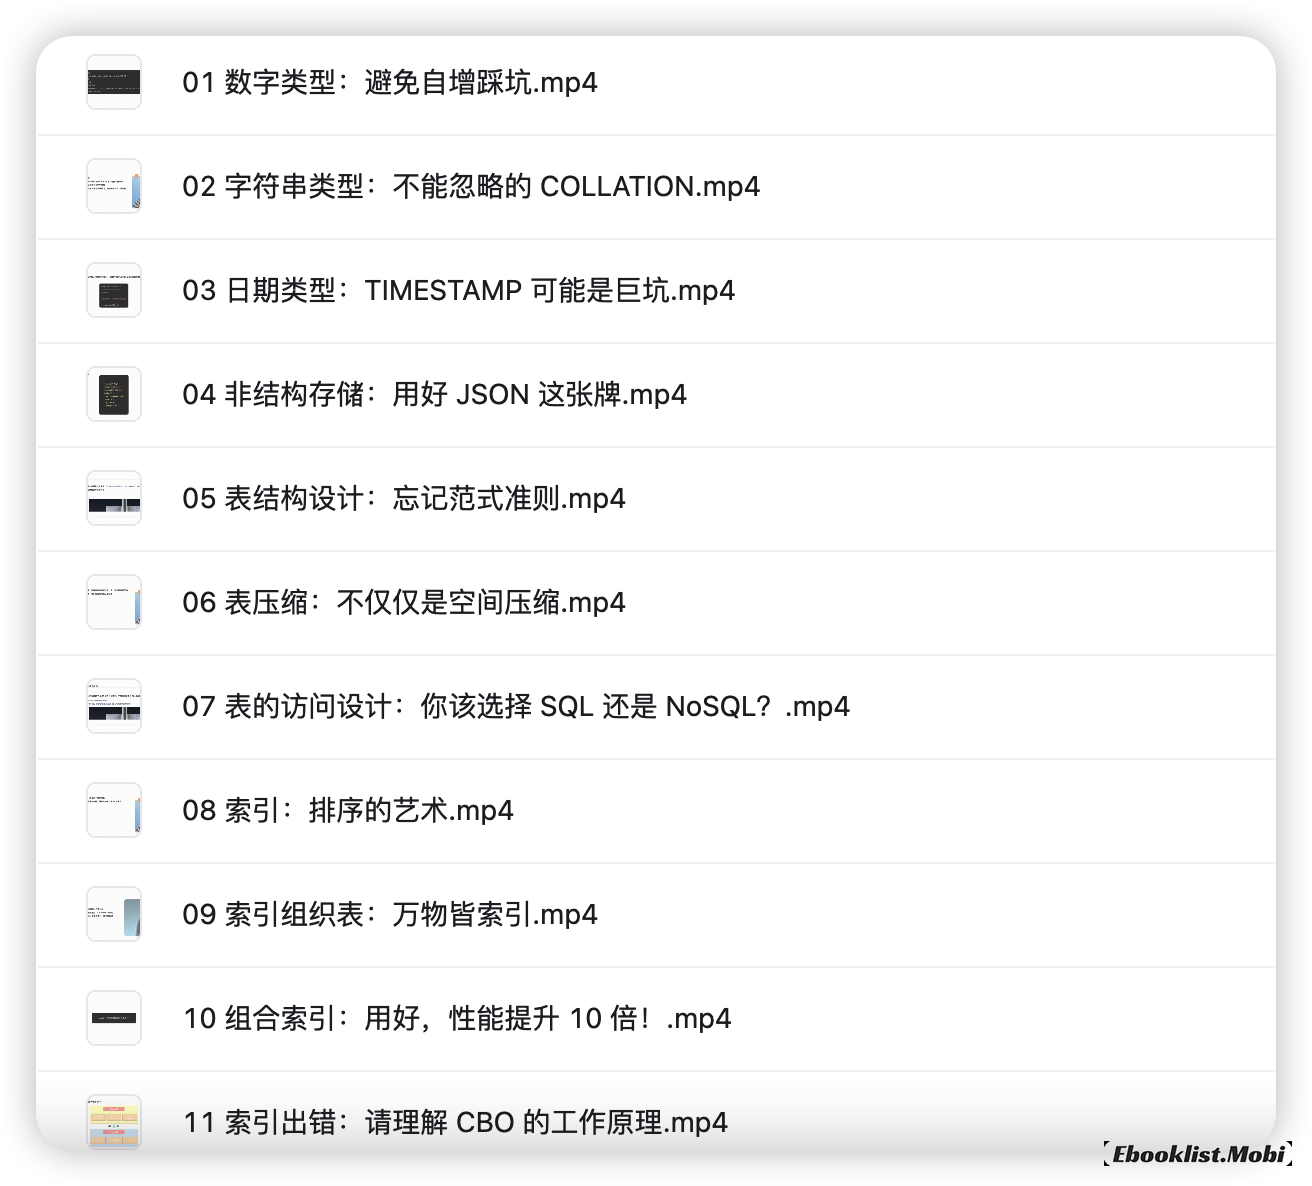 01 数字类型：避免自增踩坑.mp4
02 字符串类型：不能忽略的 COLLATION.mp4
03 日期类型：TIMESTAMP 可能是巨坑.mp4
04 非结构存储：用好 JSON 这张牌.mp4
05 表结构设计：忘记范式准则.mp4
06 表压缩：不仅仅是空间压缩.mp4
07 表的访问设计：你该选择 SQL 还是 NoSQL？.mp4
08 索引：排序的艺术.mp4
09 索引组织表：万物皆索引.mp4
10 组合索引：用好，性能提升 10 倍！.mp4
11 索引出错：请理解 CBO 的工作原理.mp4
【Ebooklist.Mobi】